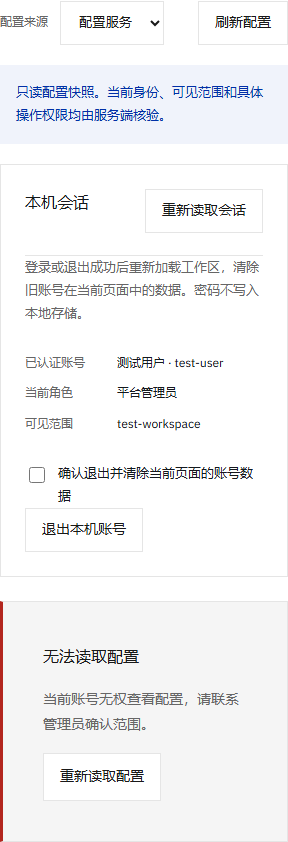 配置来源 配置服务 刷新配置
只读配置快照。当前身份、可见范围和具体
操作权限均由服务端核验。
本机会话 重新读取会话
登录或退出成功后重新加载工作区，清除
旧账号在当前页面中的数据。密码不写入
本地存储。
已认证账号 测试用户 · test-user
当前角色 平台管理员
可见范围 test-workspace
确认退出并清除当前页面的账号数
据
退出本机账号
无法读取配置
当前账号无权查看配置，请联系
管理员确认范围。
重新读取配置